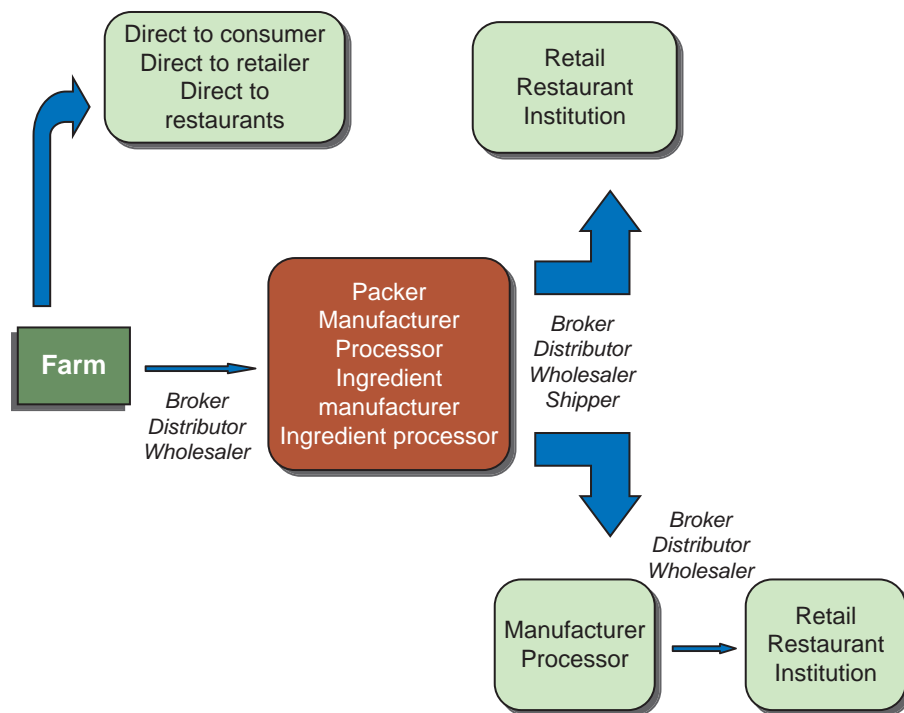 Direct to consumer
Direct to retailer
Direct to
restaurants
Retail
Restaurant
Institution
Farm
Broker
Distributor
Wholesaler
Packer
Manufacturer
Processor
Ingredient
manufacturer
Ingredient processor
Broker
Distributor
Wholesaler
Shipper
Broker
Distributor
Wholesaler
Manufacturer
Processor
Retail
Restaurant
Institution